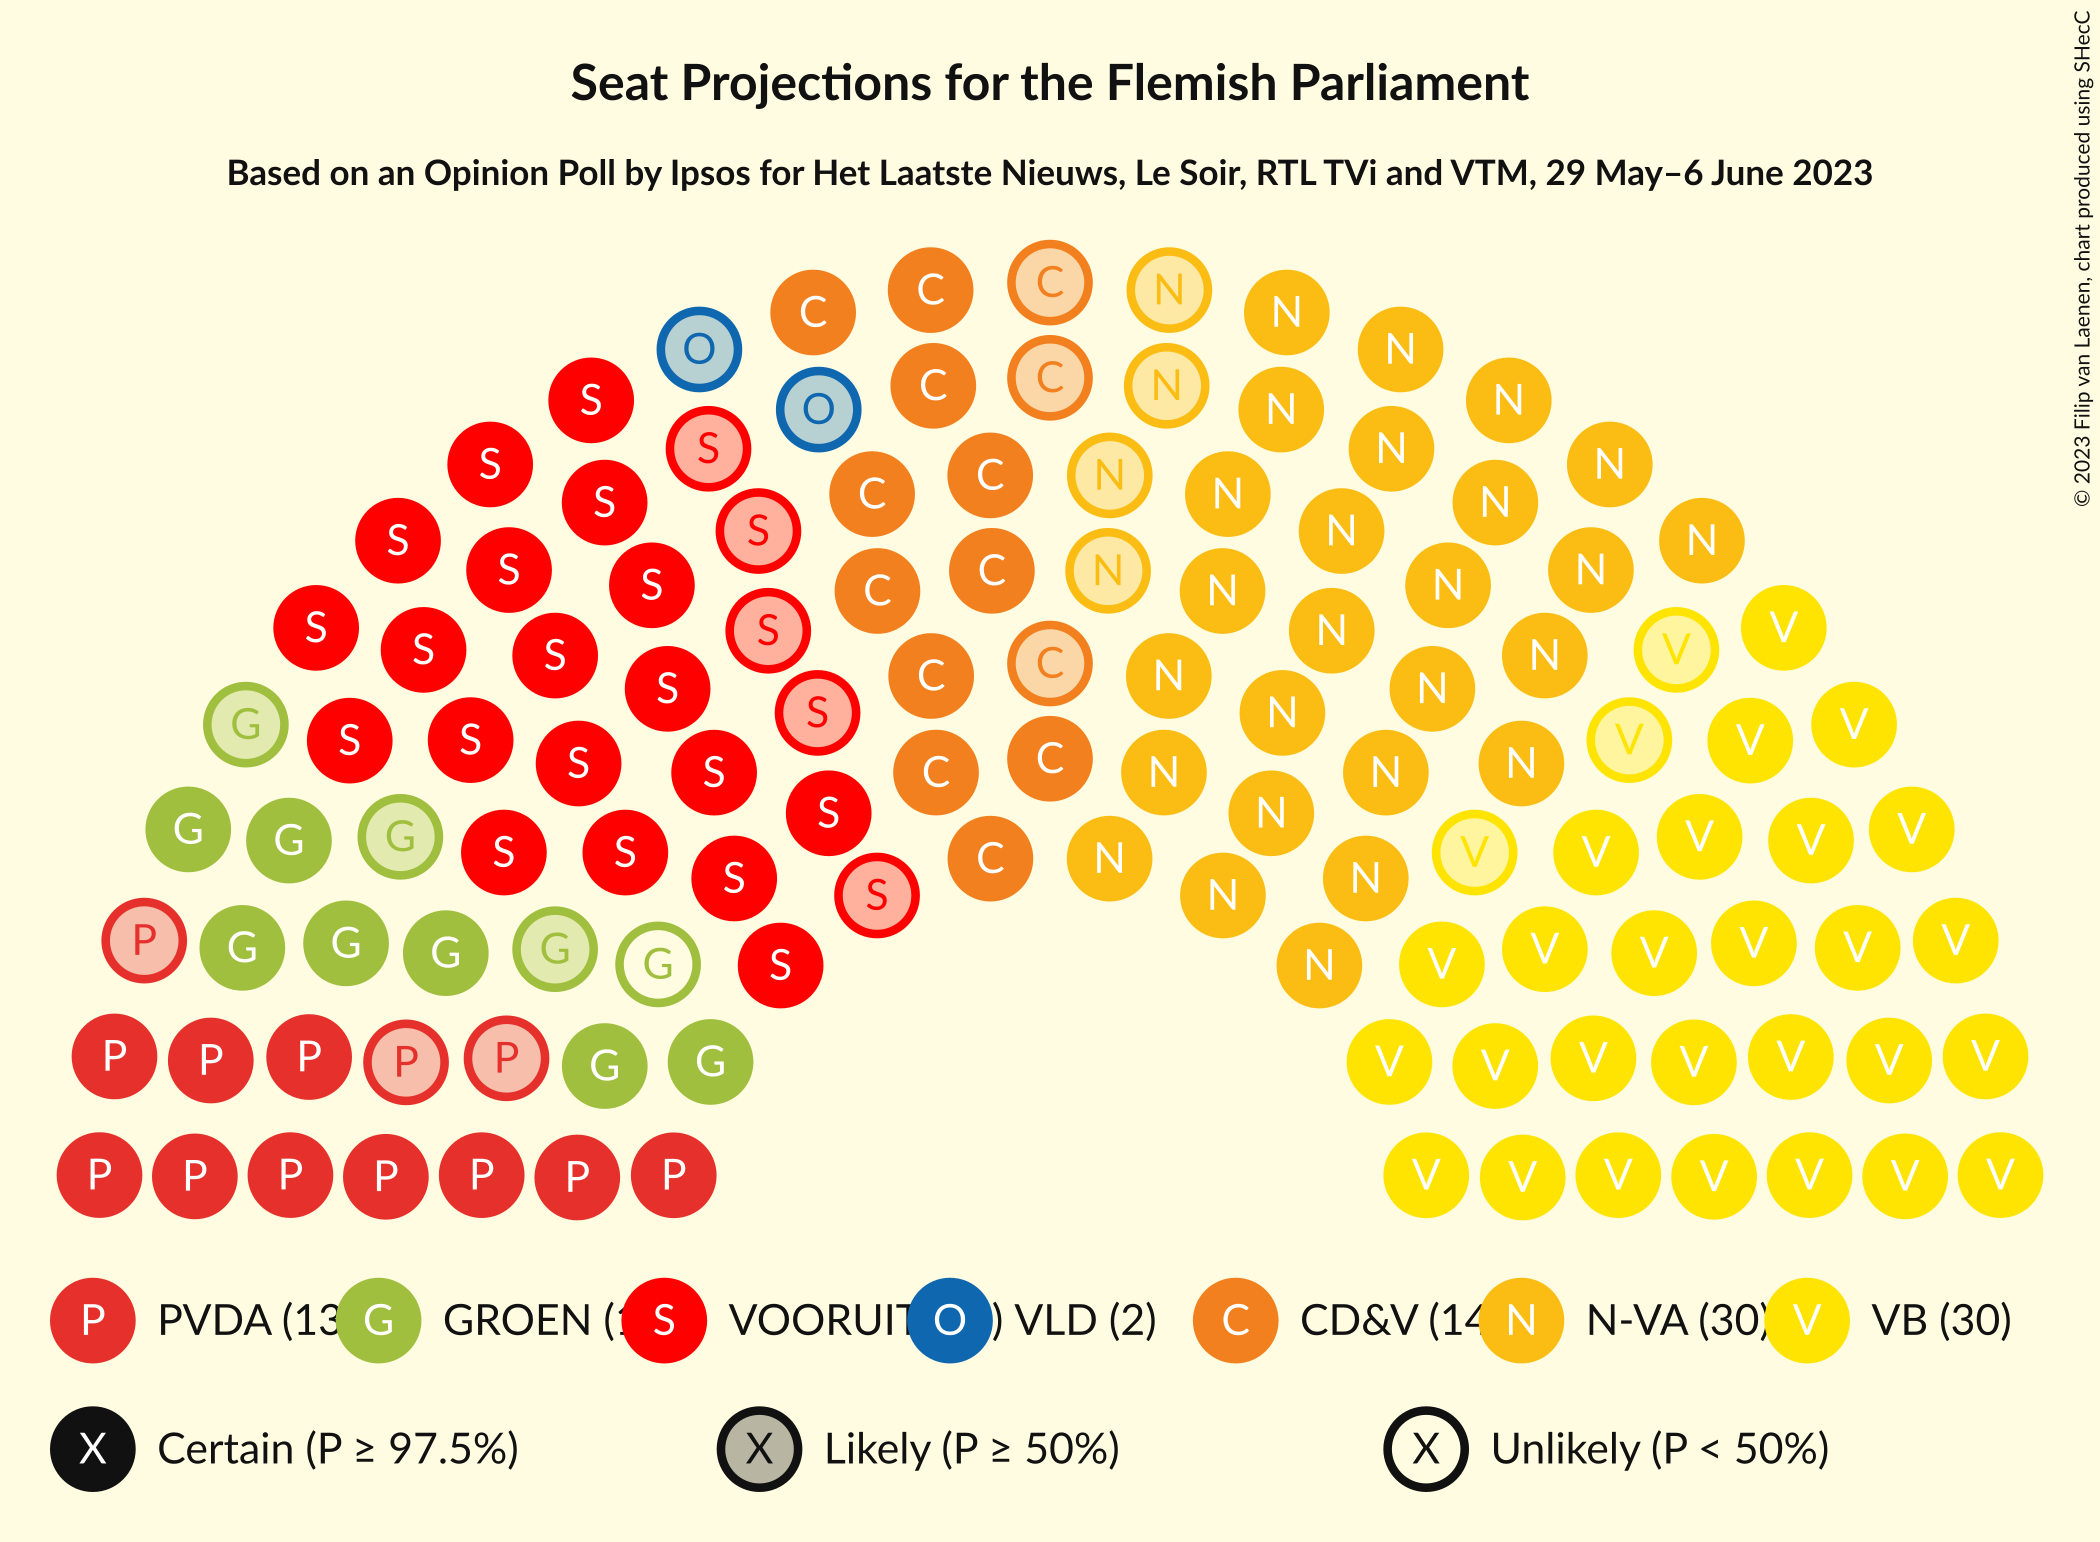 Seat Projections for the Flemish Parliament
Based on an Opinion Poll by Ipsos for Het Laatste Nieuws, Le Soir, RTL TVi and VTM, 29 May–6 June 2023
© 2023 Filip van Laenen, chart produced using SHecC
C C C N N
O C C N N
O C C N N
S S C C N N N N
S S S C C N N N N
S S S C C N N N N
S S S S C C N N N N V
S S S S C N N N N V
G S S S S C C N N N N V V V
G G G S S S S C N N N N V V V V V
P G G G G G S S N N V V V V V V
P P P P P G G V V V V V V V
P P P P P P P V V V V V V V
P PVDA (13 G GROEN ( S VOORUIT O ) VLD (2) C CD&V (14 N N-VA (30) V VB (30)
X Certain (P ≥ 97.5%) X Likely (P ≥ 50%) X Unlikely (P < 50%)